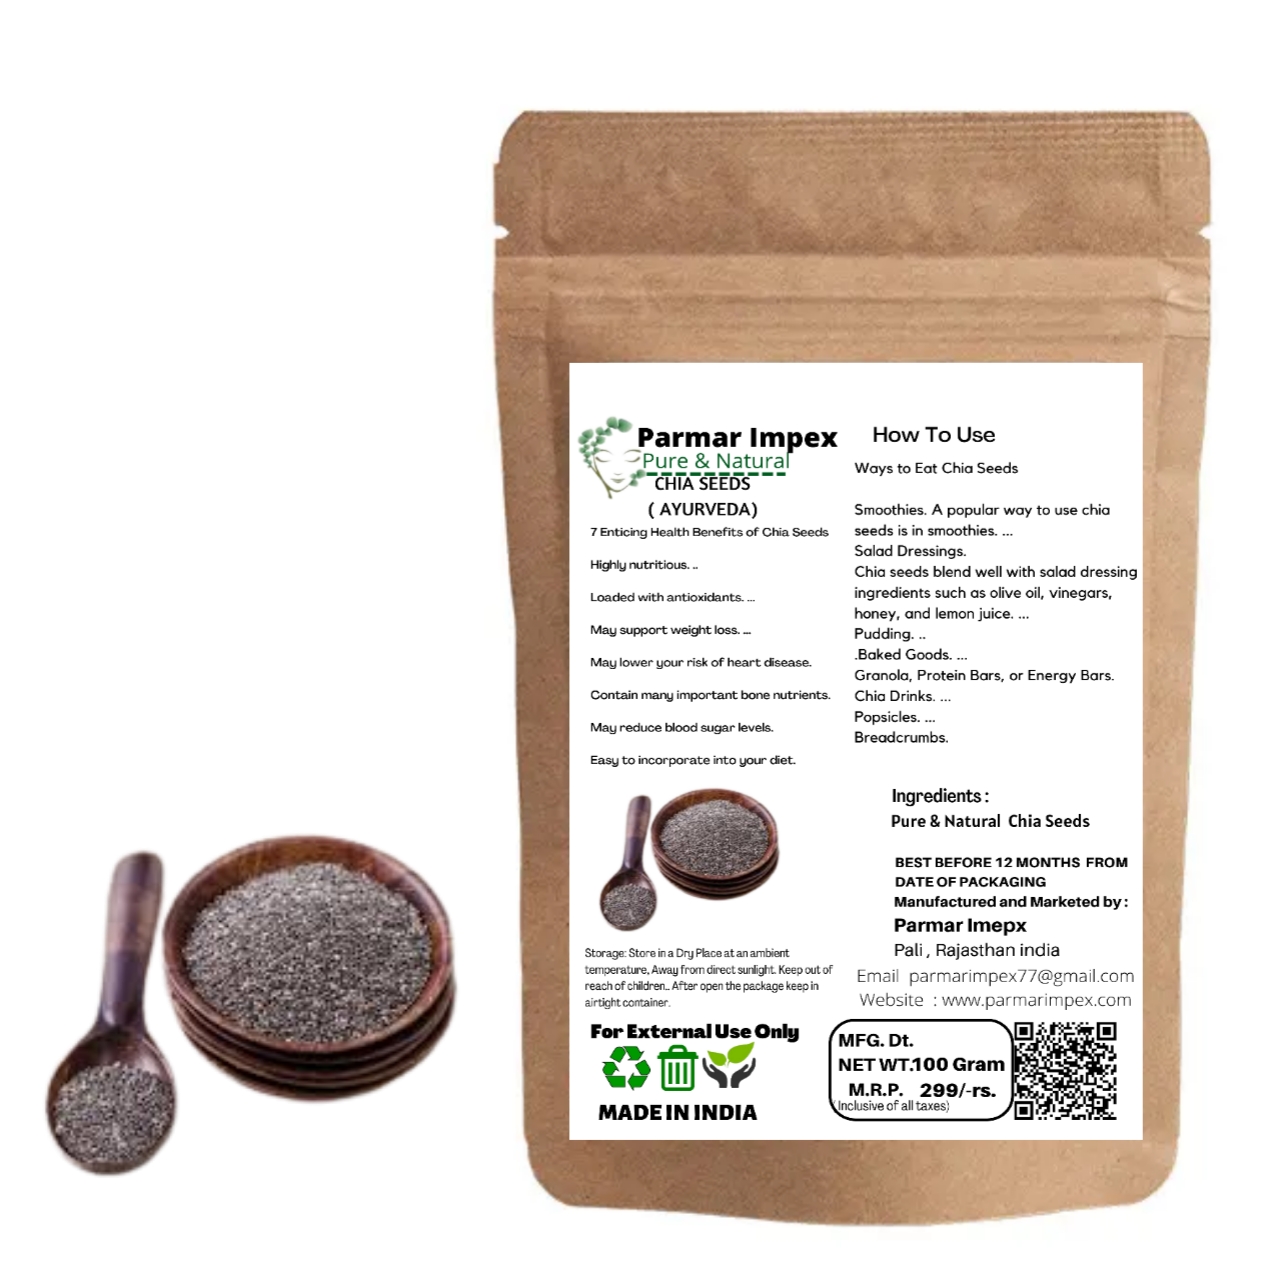 Parmar Impex
Pure & Natural
CHIA SEEDS
( AYURVEDA)
7 Enticing Health Benefits of Chia Seeds
Highly nutritious. ..
Loaded with antioxidants. ...
May support weight loss. ...
May lower your risk of heart disease.
Contain many important bone nutrients.
May reduce blood sugar levels.
Easy to incorporate into your diet.
Storage: Store in a Dry Place at an ambient
temperature, Away from direct sunlight. Keep out of
reach of children.. After open the package keep in
airtight container.
For External Use Only
MADE IN INDIA
How To Use
Ways to Eat Chia Seeds
Smoothies. A popular way to use chia
seeds is in smoothies. ...
Salad Dressings.
Chia seeds blend well with salad dressing
ingredients such as olive oil, vinegars,
honey, and lemon juice. ...
Pudding. ..
.Baked Goods. ...
Granola, Protein Bars, or Energy Bars.
Chia Drinks. ...
Popsicles. ...
Breadcrumbs.
Ingredients :
Pure & Natural Chia Seeds
BEST BEFORE 12 MONTHS FROM
DATE OF PACKAGING
Manufactured and Marketed by :
Parmar Imepx
Pali , Rajasthan india
Email parmarimpex77@gmail.com
Website : www.parmarimpex.com
MFG. Dt.
NET WT.100 Gram
M.R.P. 299/-rs.
(Inclusive of all taxes)